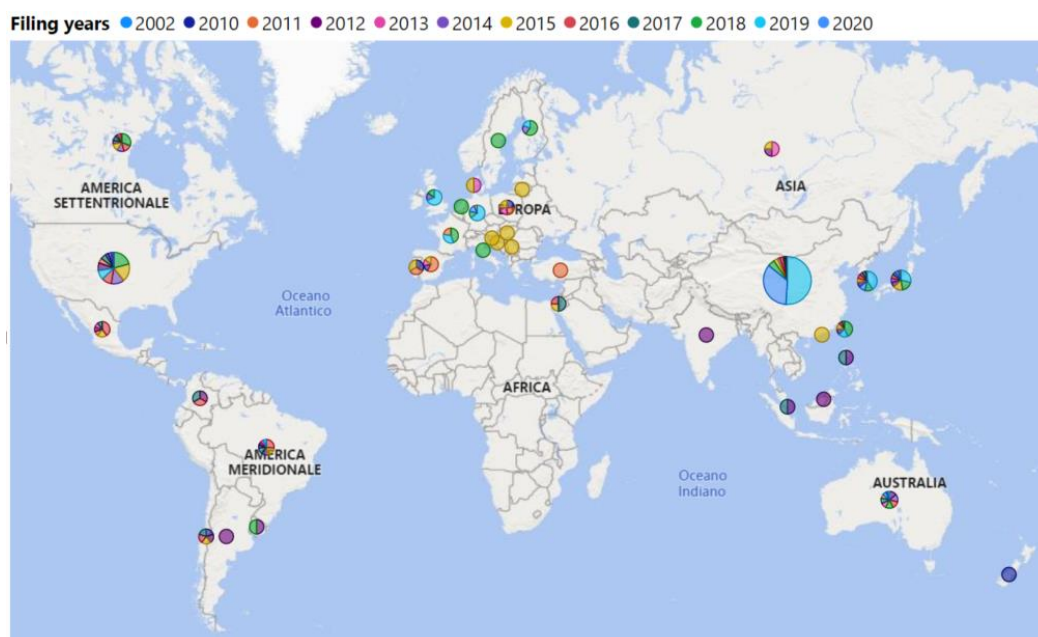 Filing years 2002 2010 2011 2012 2013 2014 2015 2016 2017 2018 2019 2020
AMERICA
SETTENTRIONALE
ASIA
ROPA
Oceano
Atlantico
AFRICA
AMERICA
MERIDIONALE
Oceano
Indiano
AUSTRALIA